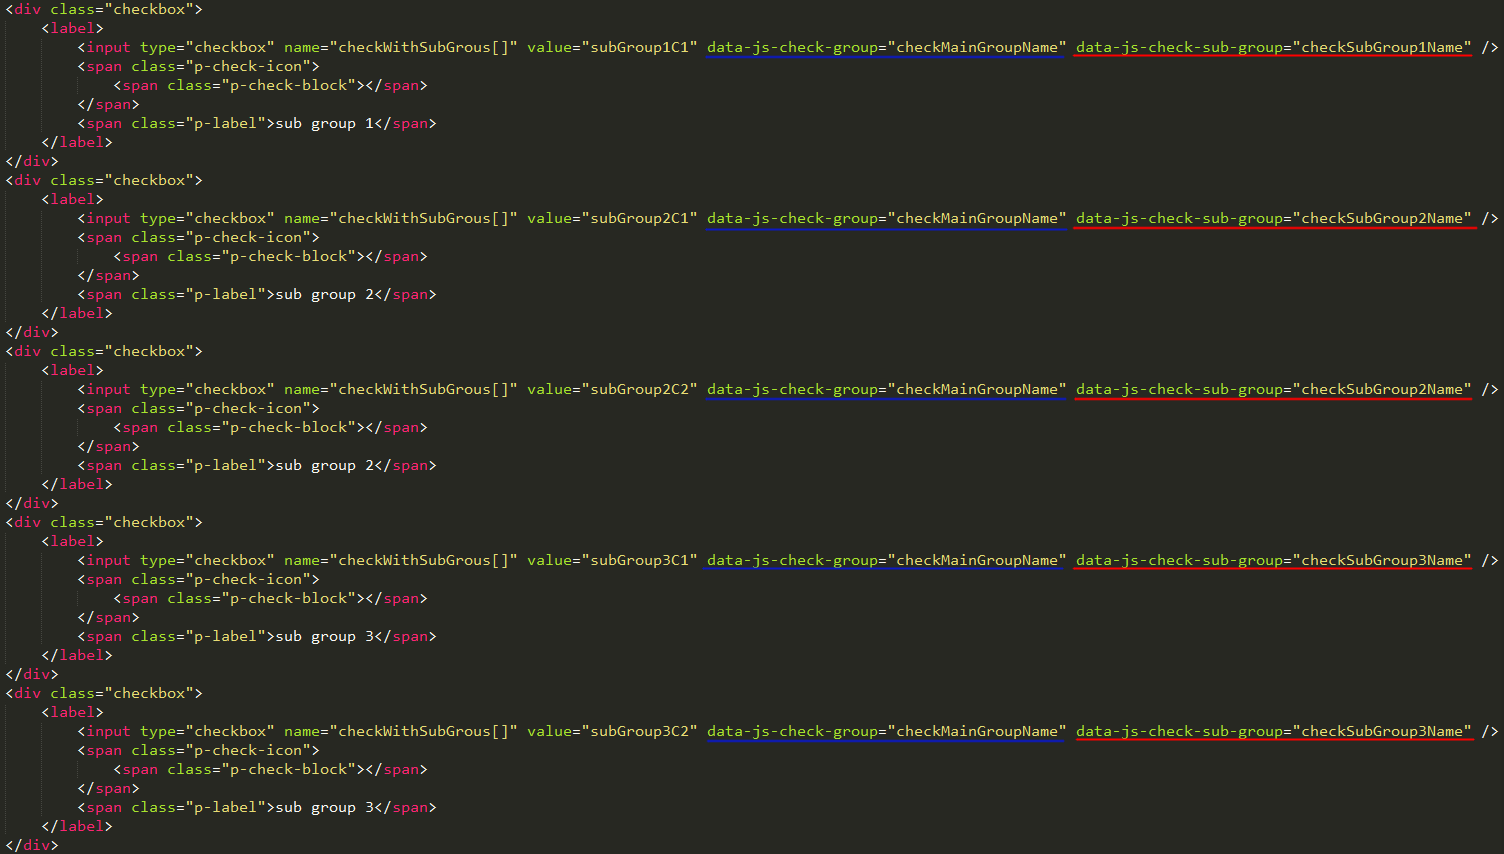 <div class="checkbox">
    <label>
        <input type="checkbox" name="checkWithSubGrous[]" value="subGroup1C1" data-js-check-group="checkMainGroupName" data-js-check-sub-group="checkSubGroup1Name" />
        <span class="p-check-icon">
            <span class="p-check-block"></span>
        </span>
        <span class="p-label">sub group 1</span>
    </label>
</div>
<div class="checkbox">
    <label>
        <input type="checkbox" name="checkWithSubGrous[]" value="subGroup2C1" data-js-check-group="checkMainGroupName" data-js-check-sub-group="checkSubGroup2Name" />
        <span class="p-check-icon">
            <span class="p-check-block"></span>
        </span>
        <span class="p-label">sub group 2</span>
    </label>
</div>
<div class="checkbox">
    <label>
        <input type="checkbox" name="checkWithSubGrous[]" value="subGroup2C2" data-js-check-group="checkMainGroupName" data-js-check-sub-group="checkSubGroup2Name" />
        <span class="p-check-icon">
            <span class="p-check-block"></span>
        </span>
        <span class="p-label">sub group 2</span>
    </label>
</div>
<div class="checkbox">
    <label>
        <input type="checkbox" name="checkWithSubGrous[]" value="subGroup3C1" data-js-check-group="checkMainGroupName" data-js-check-sub-group="checkSubGroup3Name" />
        <span class="p-check-icon">
            <span class="p-check-block"></span>
        </span>
        <span class="p-label">sub group 3</span>
    </label>
</div>
<div class="checkbox">
    <label>
        <input type="checkbox" name="checkWithSubGrous[]" value="subGroup3C2" data-js-check-group="checkMainGroupName" data-js-check-sub-group="checkSubGroup3Name" />
        <span class="p-check-icon">
            <span class="p-check-block"></span>
        </span>
        <span class="p-label">sub group 3</span>
    </label>
</div>